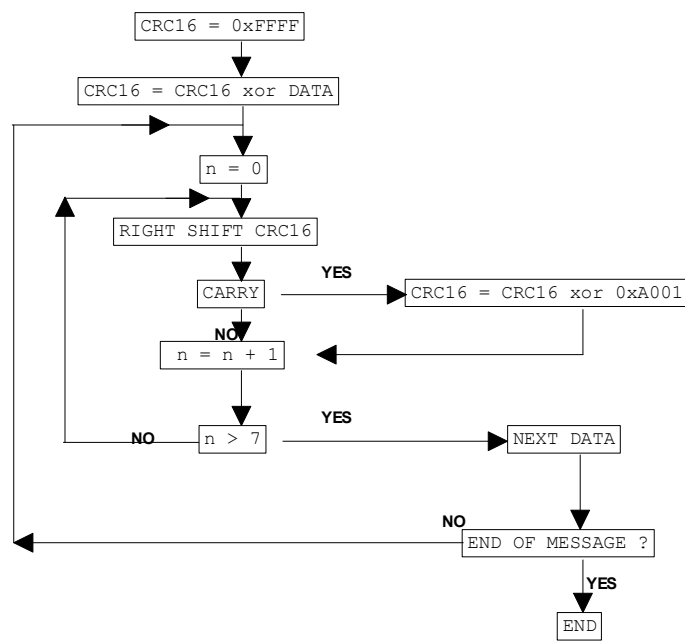 CRC16 = 0xFFFF
CRC16 = CRC16 xor DATA
n = 0
RIGHT SHIFT CRC16
CARRY
YES
CRC16 = CRC16 xor 0xA001
NO
n = n + 1
NO
n > 7
YES
NEXT DATA
NO
END OF MESSAGE ?
YES
END